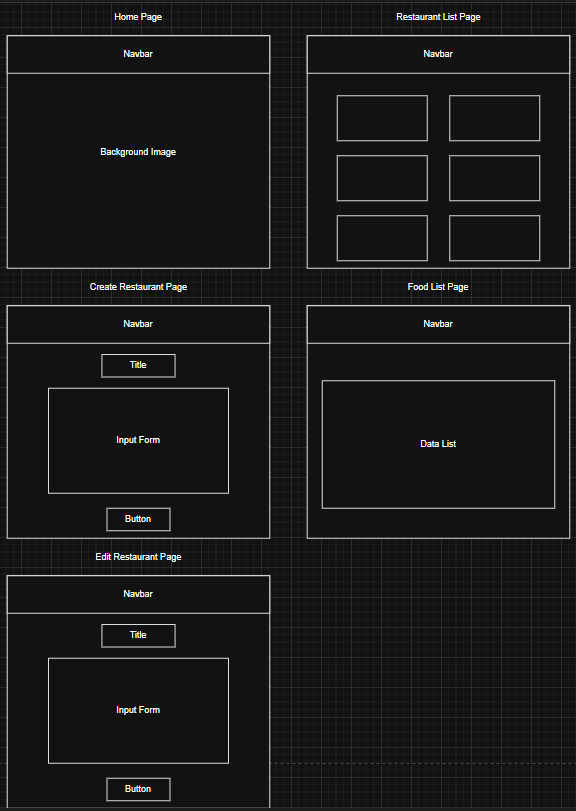 Home Page
Navbar
Background Image
Restaurant List Page
Navbar
Create Restaurant Page
Navbar
Title
Input Form
Button
Food List Page
Navbar
Data List
Edit Restaurant Page
Navbar
Title
Input Form
Button